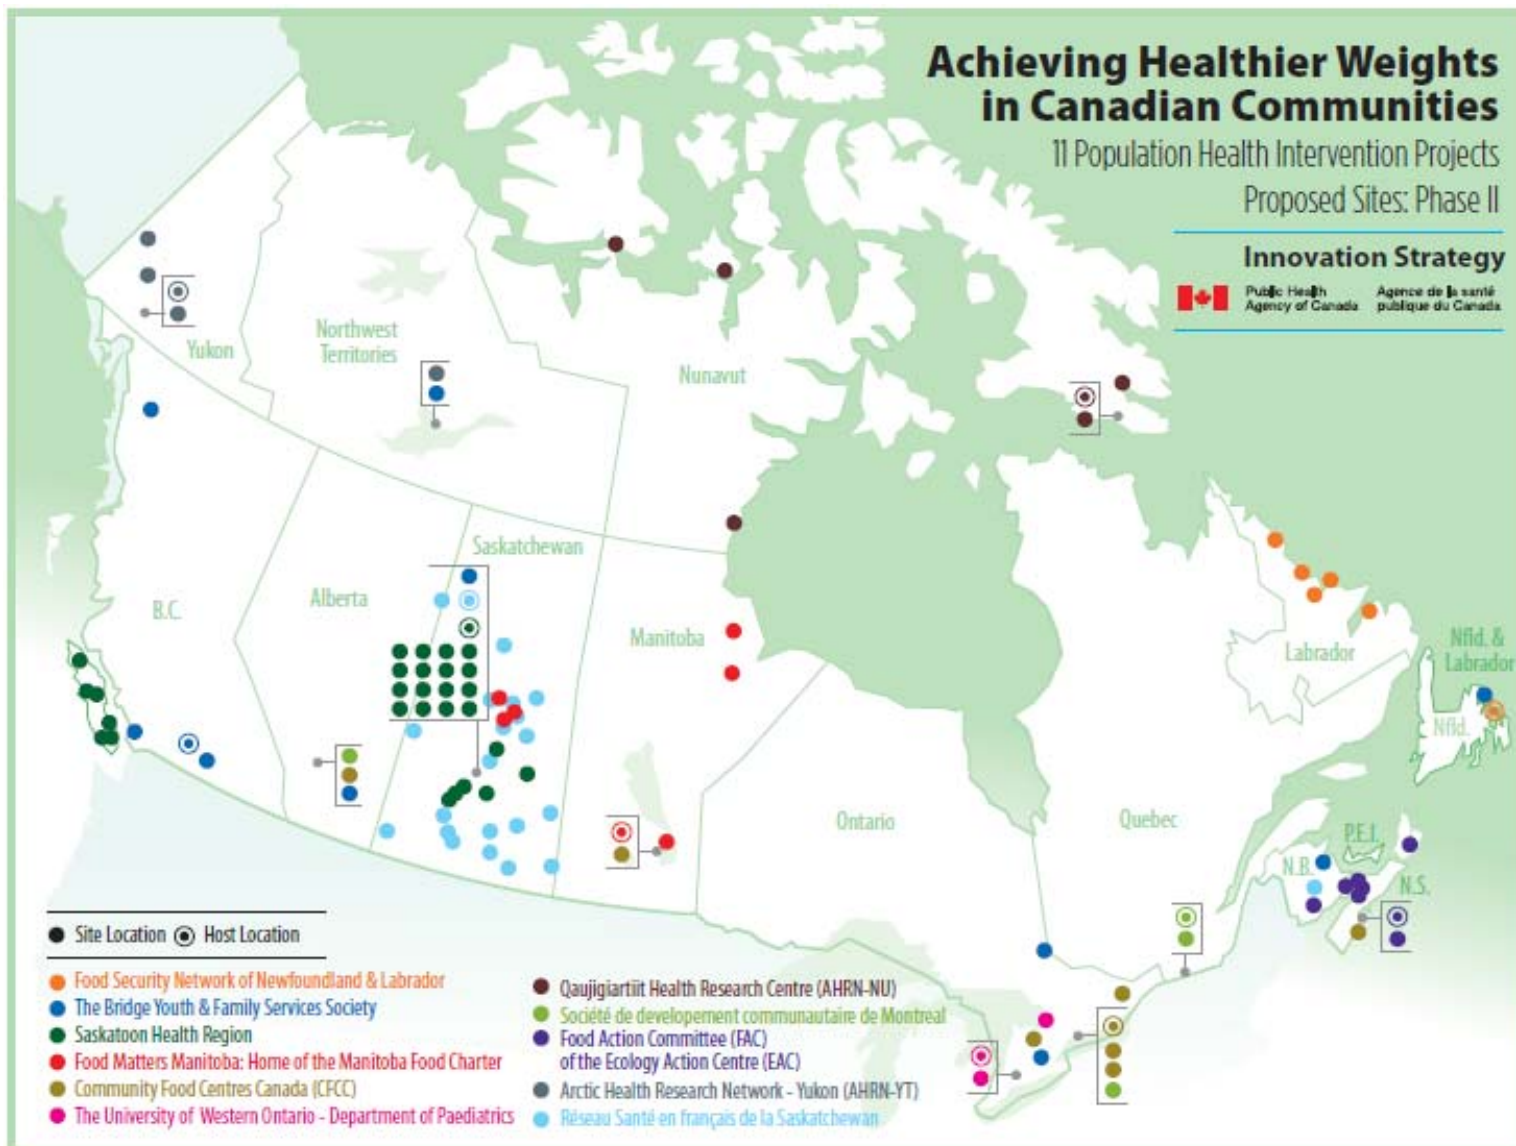 Achieving Healthier Weights
in Canadian Communities
11 Population Health Intervention Projects
Proposed Sites: Phase II
Innovation Strategy
Public Health
Agency of Canada
Agence de la santé
publique du Canada
Yukon
Northwest
Territories
Nunavut
B.C.
Alberta
Saskatchewan
Manitoba
Ontario
Quebec
Labrador
Nfld. &
Labrador
Nfld.
P.E.I.
N.B.
N.S.
Site Location
Host Location
Food Security Network of Newfoundland & Labrador
The Bridge Youth & Family Services Society
Saskatoon Health Region
Food Matters Manitoba: Home of the Manitoba Food Charter
Community Food Centres Canada (CFCC)
The University of Western Ontario - Department of Paediatrics
Qaujigiartiit Health Research Centre (AHRN-NU)
Société de developement communautaire de Montreal
Food Action Committee (FAC)
of the Ecology Action Centre (EAC)
Arctic Health Research Network - Yukon (AHRN-YT)
Réseau Santé en français de la Saskatchewan